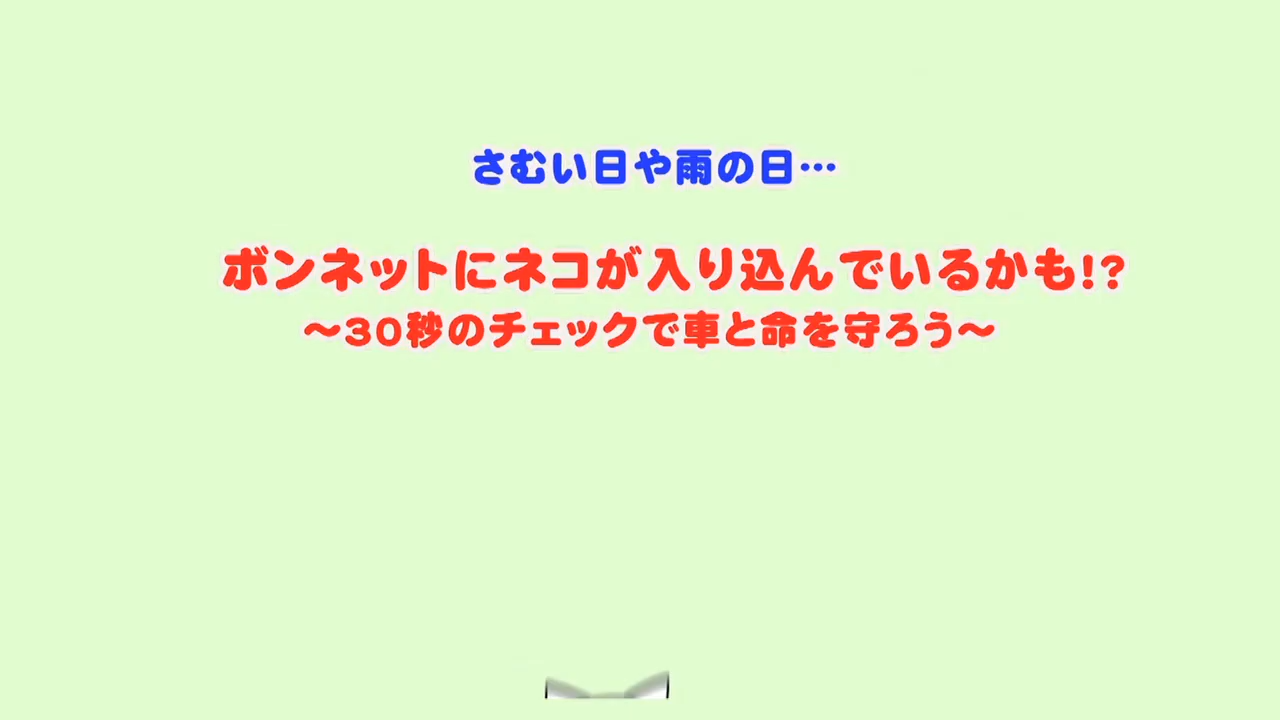 さむい日や雨の日…
ボンネットにネコが入り込んでいるかも!?
〜30秒のチェックで車と命を守ろう〜